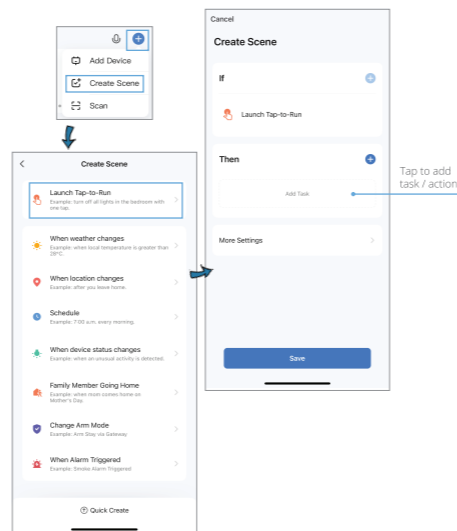 Add Device
Create Scene
Scan
Create Scene
Launch Tap-to-Run
Example: turn off all lights in the bedroom with
one tap.
When weather changes
Example: when local temperature is greater than
28°C.
When location changes
Example: after you leave home.
Schedule
Example: 7:00 a.m. every morning.
When device status changes
Example: when an unusual activity is detected.
Family Member Going Home
Example: when mom comes home on
Mother's Day.
Change Arm Mode
Example: Arm Stay via Gateway
When Alarm Triggered
Example: Smoke Alarm Triggered
Quick Create
Cancel
Create Scene
If
Launch Tap-to-Run
Then
Add Task
More Settings
Save
Tap to add
task / action